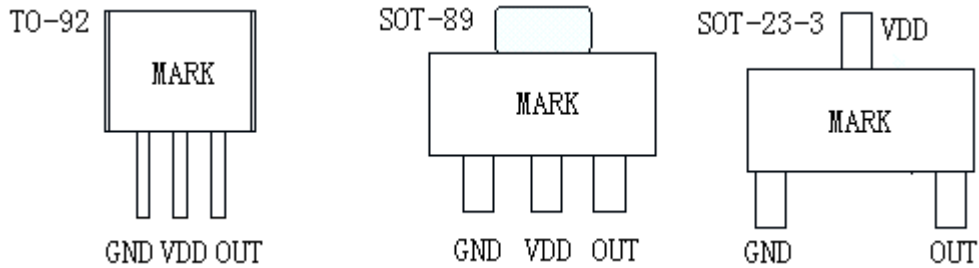 TO-92
MARK
GND VDD OUT
SOT-89
MARK
GND VDD OUT
SOT-23-3
VDD
MARK
GND OUT